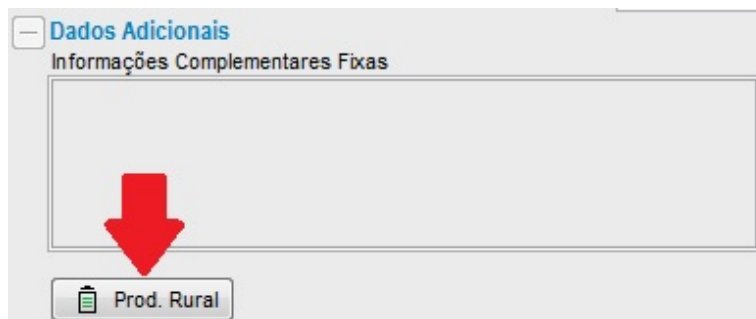 Dados Adicionais
Informações Complementares Fixas
Prod. Rural